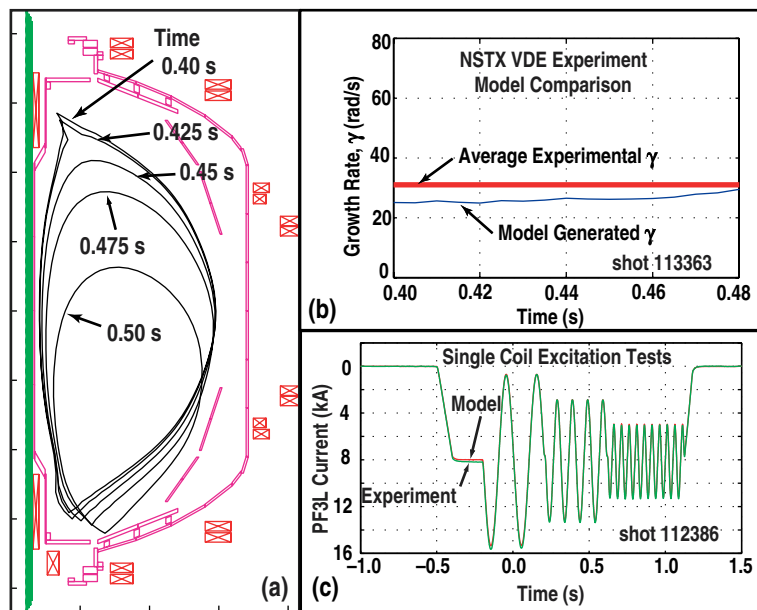 Time
0.40 s
0.425 s
0.45 s
0.475 s
0.50 s
(a)
80
60
40
20
0
Growth Rate, γ (rad/s)
NSTX VDE Experiment
Model Comparison
Average Experimental γ
Model Generated γ
shot 113363
0.40
0.42
0.44
0.46
0.48
(b)
Time (s)
0
4
8
12
16
PF3L Current (kA)
Single Coil Excitation Tests
Model
Experiment
shot 112386
−1.0
−0.5
0.0
0.5
1.0
1.5
(c)
Time (s)